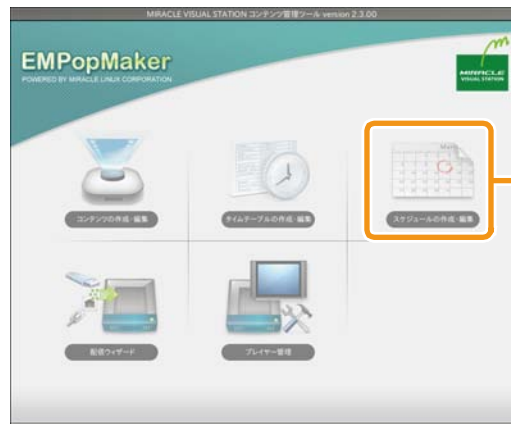 MIRACLE VISUAL STATION コンテンツ管理ツール version 2.3.00
EMPopMaker
POWERED BY MIRACLE LINUX CORPORATION
MIRACLE
VISUAL STATION
コンテンツの作成・編集
タイムテーブルの作成・編集
スケジュールの作成・編集
配信ウィザード
プレイヤー管理